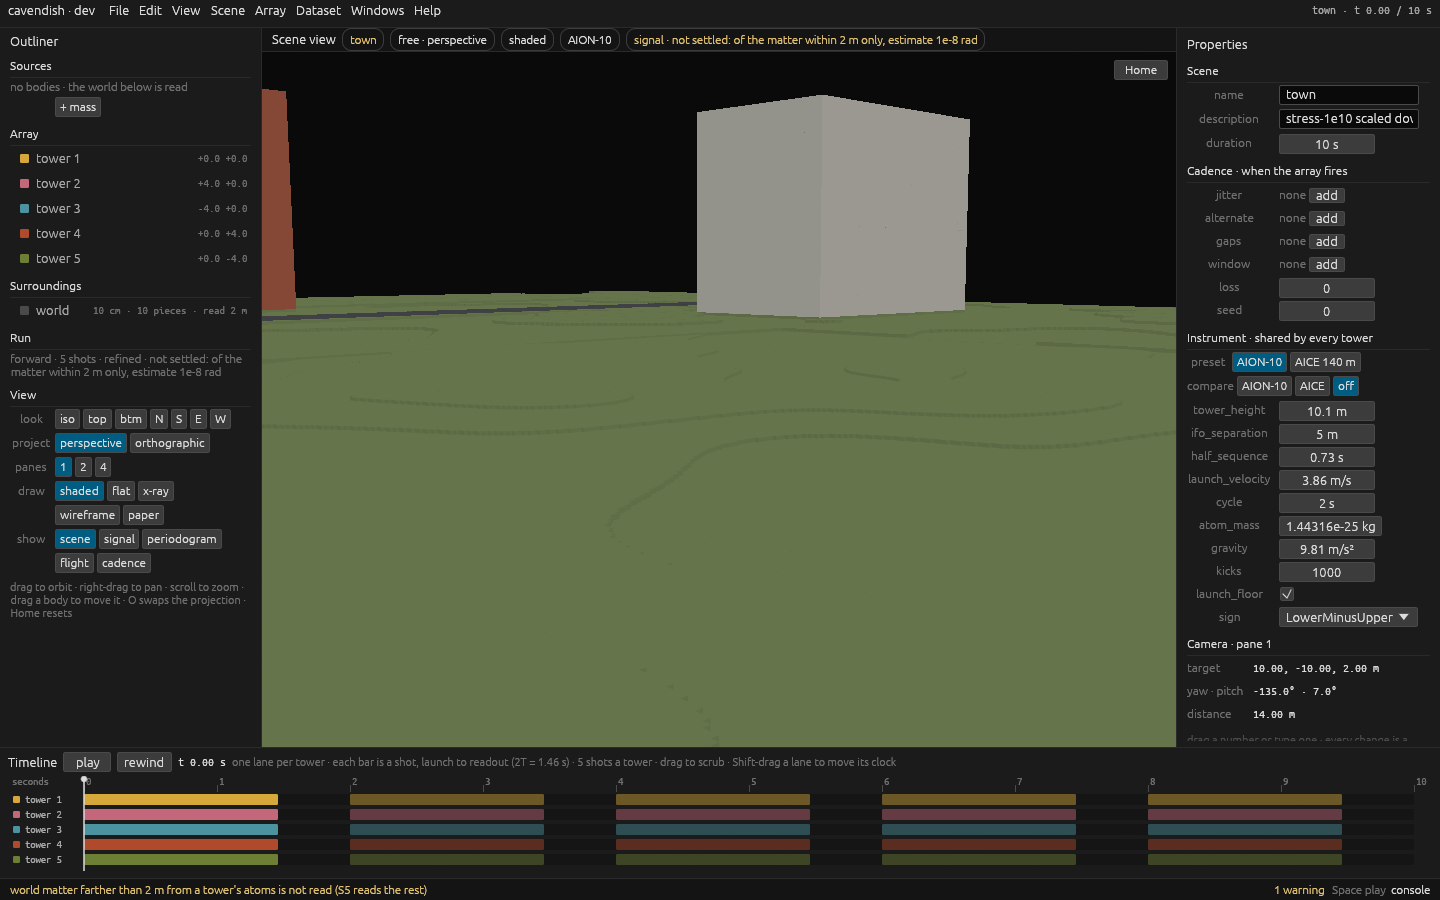 cavendish · dev File Edit View Scene Array Dataset Windows Help town · t 0.00 / 10 s
Outliner
Sources
no bodies · the world below is read
+ mass
Array
tower 1 +0.0 +0.0
tower 2 +4.0 +0.0
tower 3 -4.0 +0.0
tower 4 +0.0 +4.0
tower 5 +0.0 -4.0
Surroundings
world 10 cm · 10 pieces · read 2 m
Run
forward · 5 shots · refined · not settled: of the
matter within 2 m only, estimate 1e-8 rad
View
look iso top btm N S E W
project perspective orthographic
panes 1 2 4
draw shaded flat x-ray
wireframe paper
show scene signal periodogram
flight cadence
drag to orbit · right-drag to pan · scroll to zoom ·
drag a body to move it · O swaps the projection ·
Home resets
Scene view town free · perspective shaded AION-10 signal · not settled: of the matter within 2 m only, estimate 1e-8 rad
Home
Properties
Scene
name town
description stress-1e10 scaled dov
duration 10 s
Cadence · when the array fires
jitter none add
alternate none add
gaps none add
window none add
loss 0
seed 0
Instrument · shared by every tower
preset AION-10 AICE 140 m
compare AION-10 AICE off
tower_height 10.1 m
ifo_separation 5 m
half_sequence 0.73 s
launch_velocity 3.86 m/s
cycle 2 s
atom_mass 1.44316e-25 kg
gravity 9.81 m/s²
kicks 1000
launch_floor ✓
sign LowerMinusUpper
Camera · pane 1
target 10.00, -10.00, 2.00 m
yaw · pitch -135.0° · 7.0°
distance 14.00 m
drag a number or type one · every change is a
Timeline play rewind t 0.00 s one lane per tower · each bar is a shot, launch to readout (2T = 1.46 s) · 5 shots a tower · drag to scrub · Shift-drag a lane to move its clock
seconds 0 1 2 3 4 5 6 7 8 9 10
tower 1
tower 2
tower 3
tower 4
tower 5
world matter farther than 2 m from a tower's atoms is not read (S5 reads the rest) 1 warning Space play console